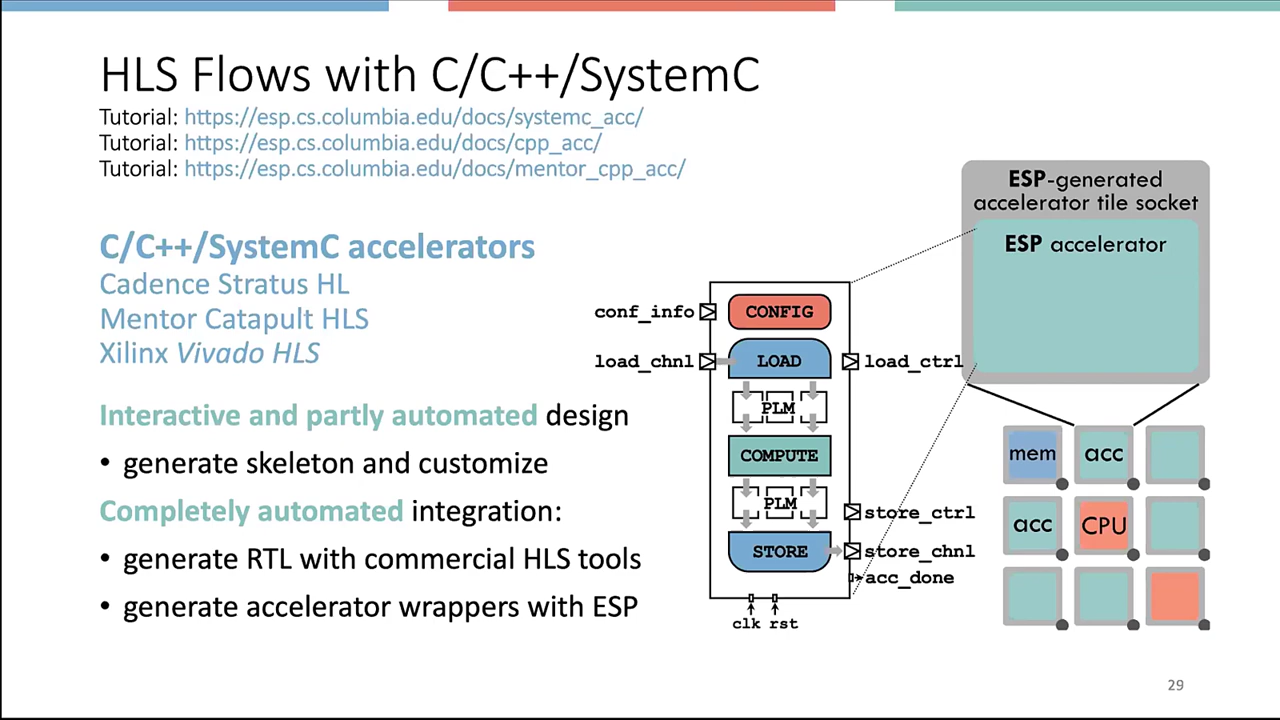 HLS Flows with C/C++/SystemC
Tutorial: https://esp.cs.columbia.edu/docs/systemc_acc/
Tutorial: https://esp.cs.columbia.edu/docs/cpp_acc/
Tutorial: https://esp.cs.columbia.edu/docs/mentor_cpp_acc/
C/C++/SystemC accelerators
Cadence Stratus HL
Mentor Catapult HLS
Xilinx Vivado HLS
Interactive and partly automated design
• generate skeleton and customize
Completely automated integration:
• generate RTL with commercial HLS tools
• generate accelerator wrappers with ESP
conf_info
CONFIG
load_chnl
LOAD
load_ctrl
PLM
COMPUTE
PLM
store_ctrl
STORE
store_chnl
acc_done
clk rst
ESP-generated
accelerator tile socket
ESP accelerator
mem
acc
acc
CPU
29